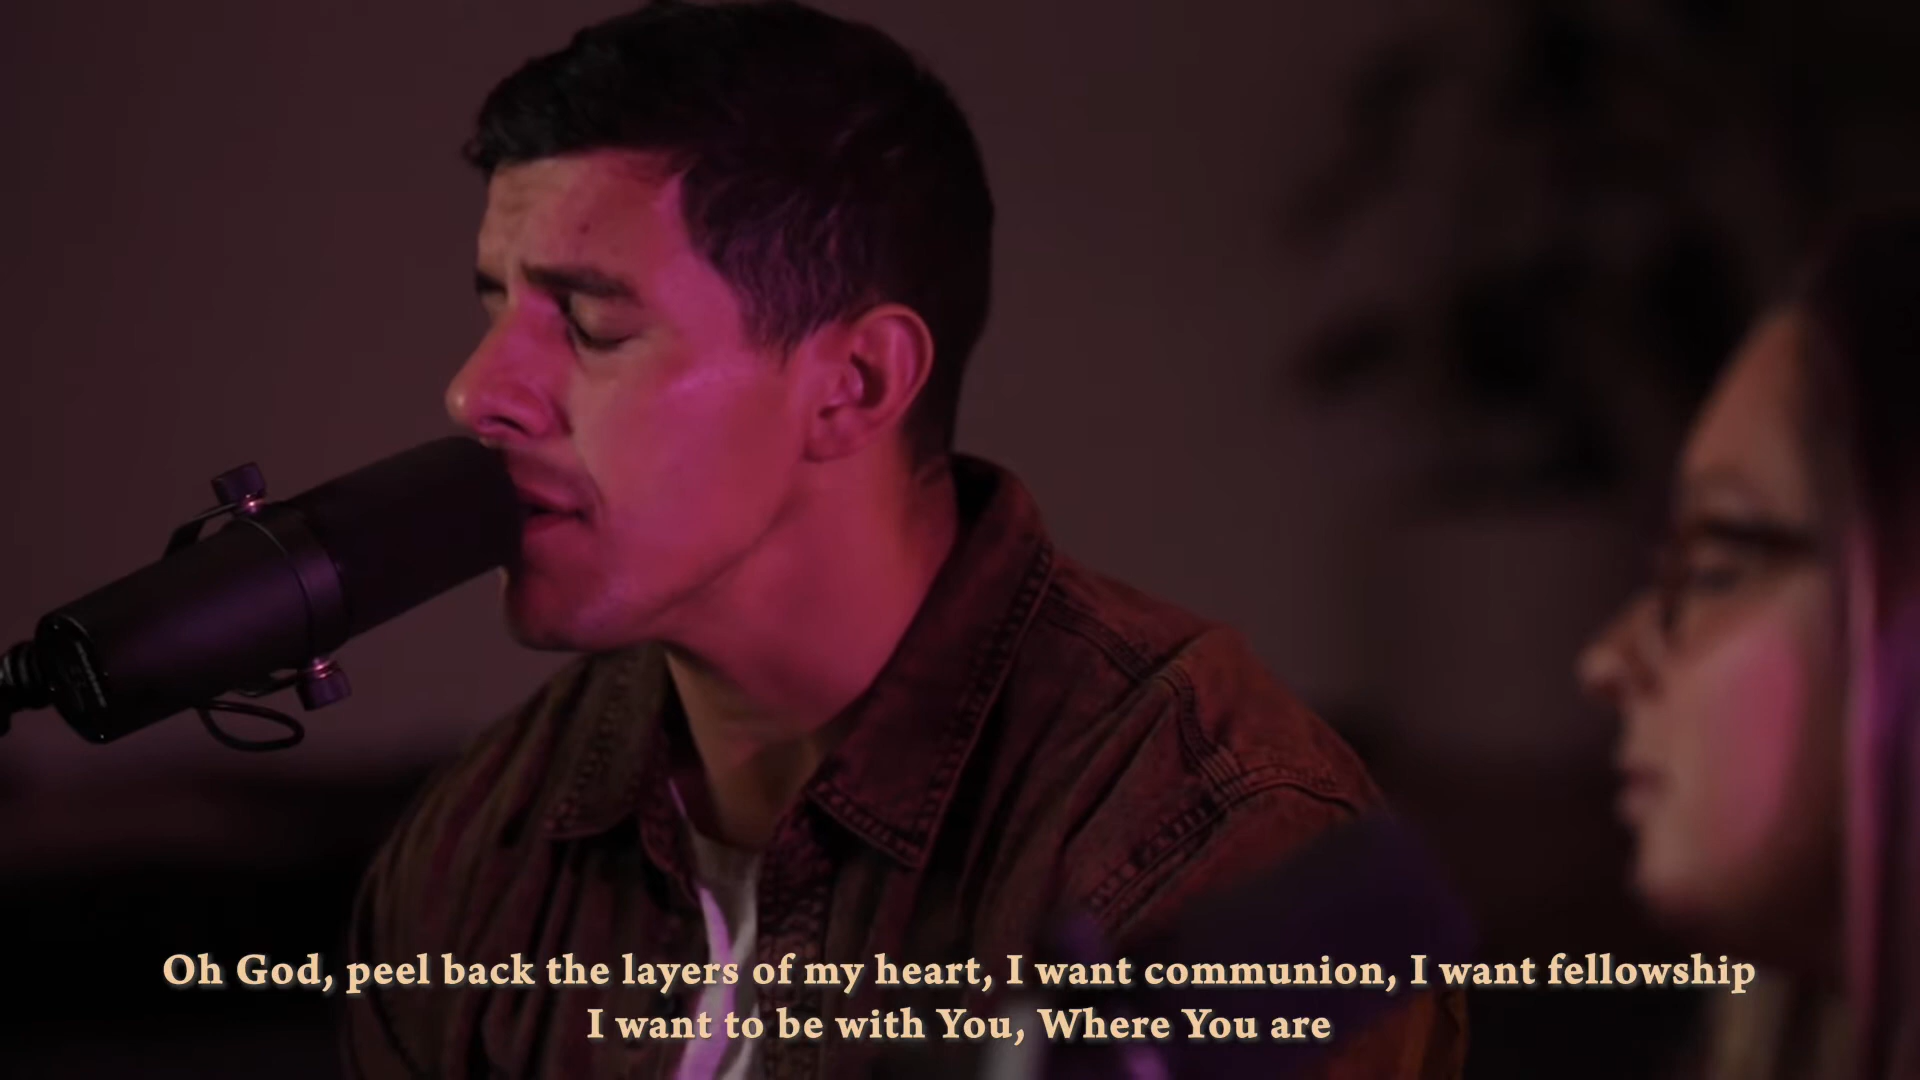 Oh God, peel back the layers of my heart, I want communion, I want fellowship
I want to be with You, Where You are